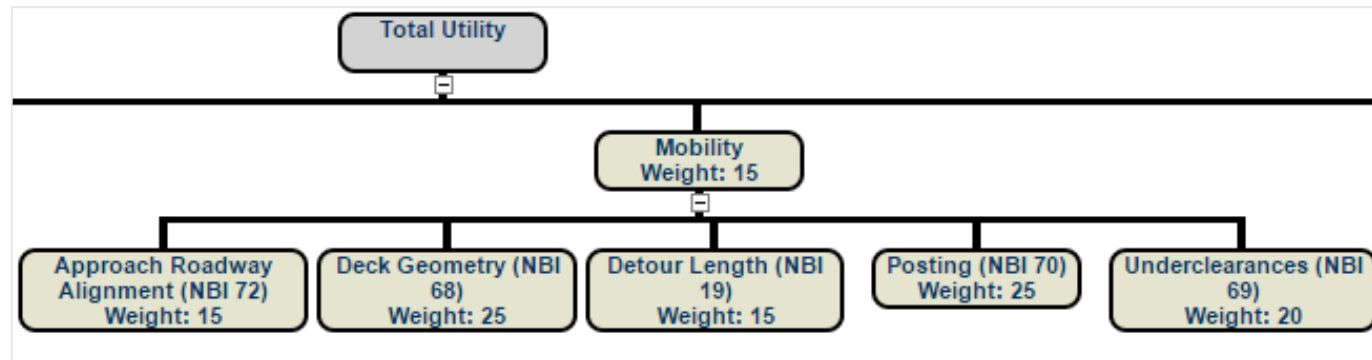 Total Utility
Mobility
Weight: 15
Approach Roadway
Alignment (NBI 72)
Weight: 15
Deck Geometry (NBI
68)
Weight: 25
Detour Length (NBI
19)
Weight: 15
Posting (NBI 70)
Weight: 25
Underclearances (NBI
69)
Weight: 20